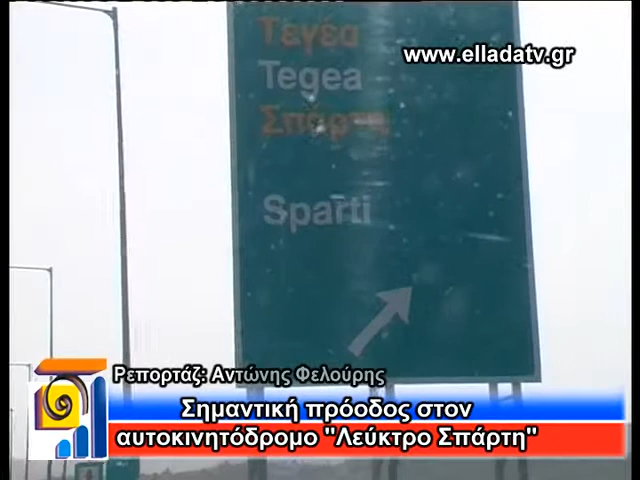 Τεγέα
www.elladatv.gr
Tegea
Σπάρτη
Sparti
Ρεπορτάζ: Αντώνης Φελούρης
Σημαντική πρόοδος στον
αυτοκινητόδρομο "Λεύκτρο Σπάρτη"